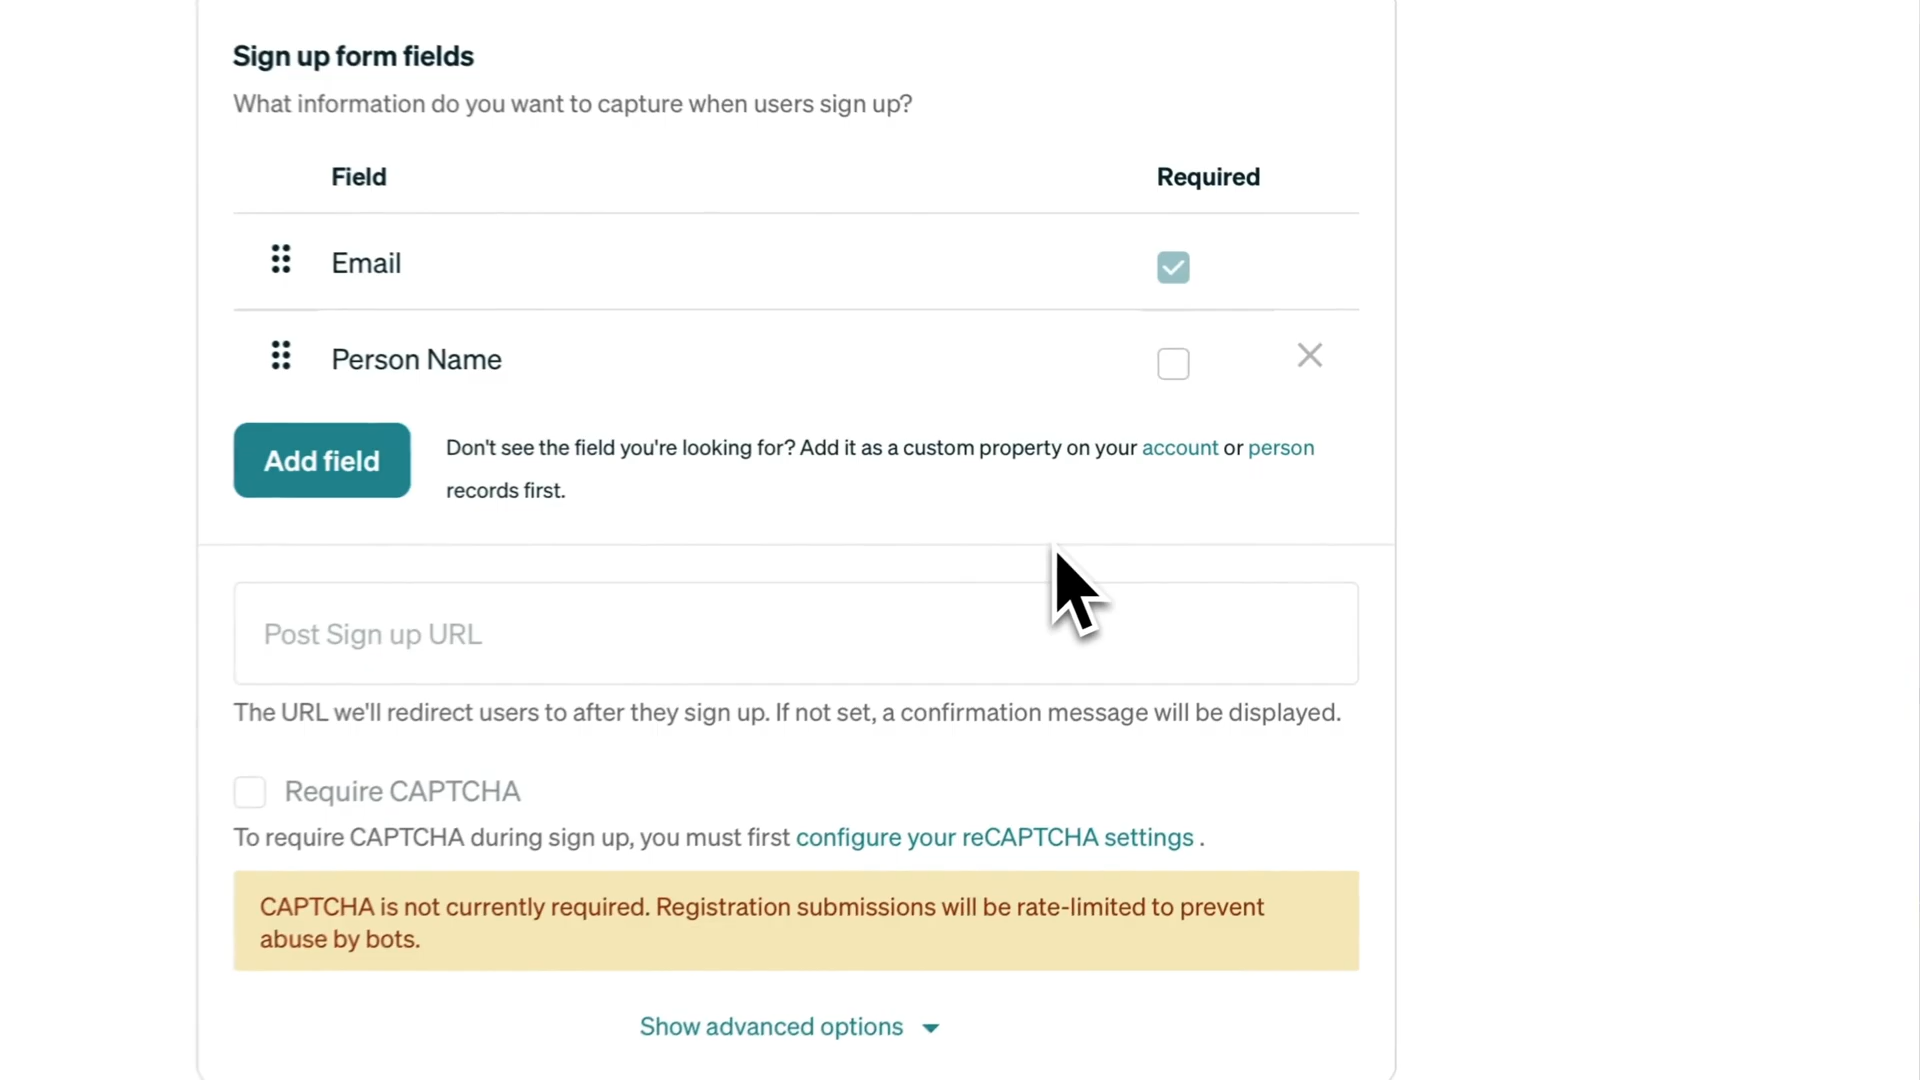 Sign up form fields
What information do you want to capture when users sign up?
Field Required
Email
Person Name
Add field
Don't see the field you're looking for? Add it as a custom property on your account or person
records first.
Post Sign up URL
The URL we'll redirect users to after they sign up. If not set, a confirmation message will be displayed.
Require CAPTCHA
To require CAPTCHA during sign up, you must first configure your reCAPTCHA settings .
CAPTCHA is not currently required. Registration submissions will be rate-limited to prevent
abuse by bots.
Show advanced options